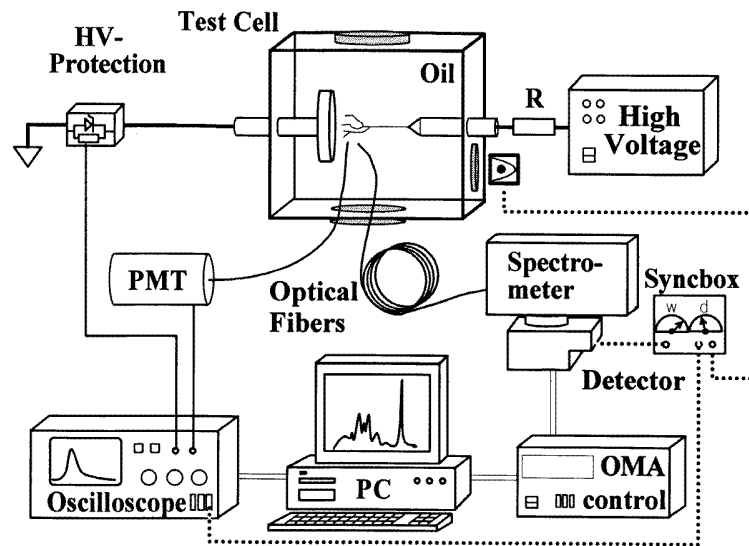 Test Cell
HV-
Protection
Oil
R
High
Voltage
PMT
Optical
Fibers
Spectro-
meter
Syncbox
w d
Detector
Oscilloscope
PC
OMA
control